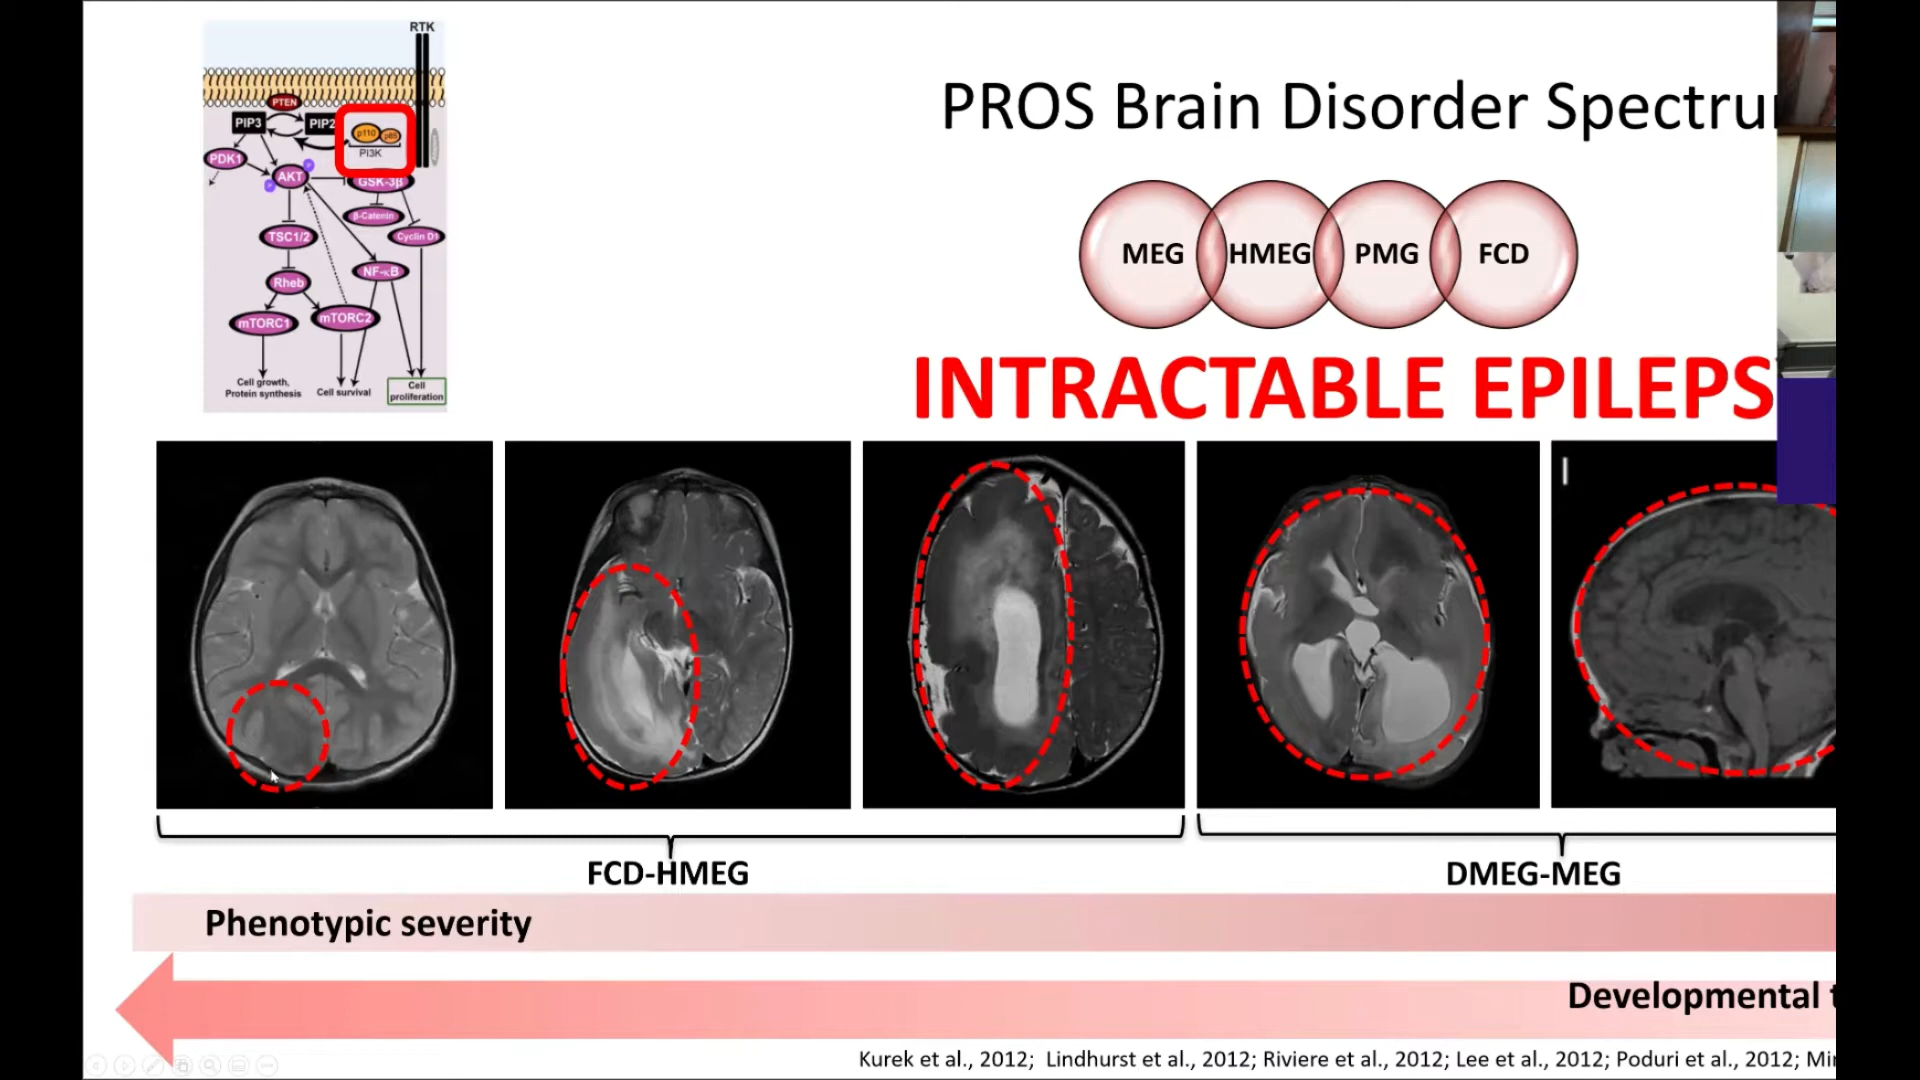 RTK
PTEN
PIP3
PIP2
p110
p85
PI3K
PDK1
P
AKT
P
GSK-3β
β-Catenin
TSC1/2
Cyclin D1
NF-κB
Rheb
mTORC1
mTORC2
Cell growth,
Protein synthesis
Cell survival
Cell
proliferation
PROS Brain Disorder Spectru
MEG
HMEG
PMG
FCD
INTRACTABLE EPILEPS
FCD-HMEG
DMEG-MEG
Phenotypic severity
Developmental t
Kurek et al., 2012; Lindhurst et al., 2012; Riviere et al., 2012; Lee et al., 2012; Poduri et al., 2012; Mi